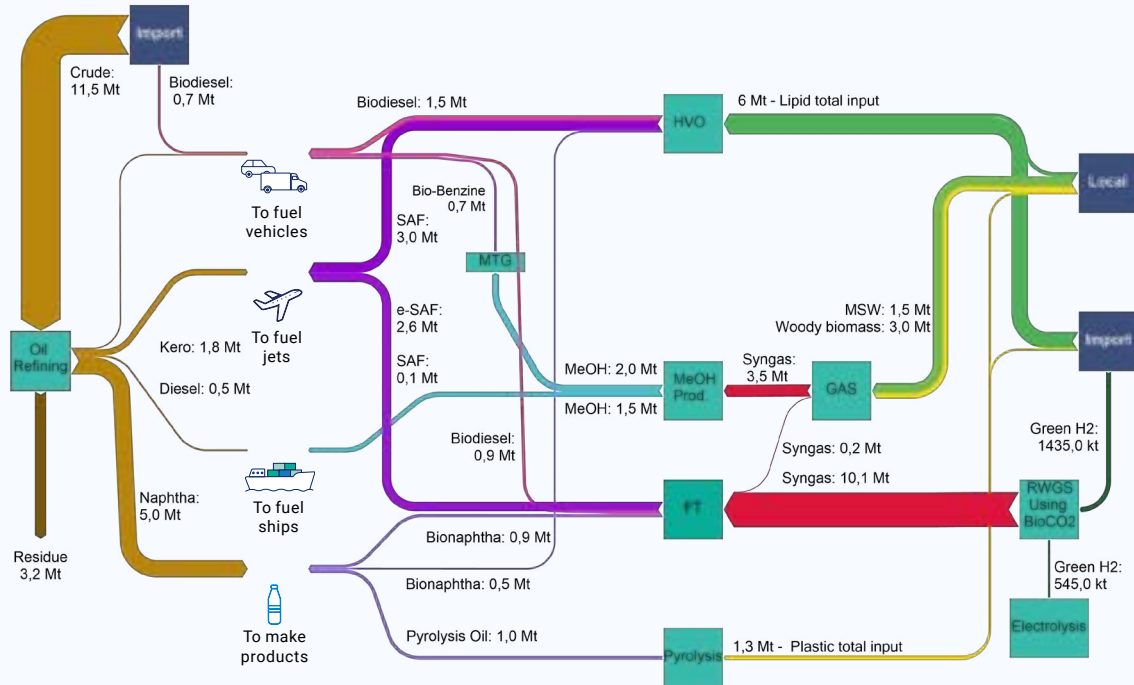 Import
Crude:
11,5 Mt
Biodiesel:
0,7 Mt
Biodiesel: 1,5 Mt
HVO
6 Mt - Lipid total input
Local
To fuel
vehicles
Bio-Benzine
0,7 Mt
SAF:
3,0 Mt
MTG
To fuel
jets
e-SAF:
2,6 Mt
SAF:
0,1 Mt
MSW: 1,5 Mt
Woody biomass: 3,0 Mt
Import
Oil
Refining
Kero: 1,8 Mt
Diesel: 0,5 Mt
MeOH: 2,0 Mt
MeOH
Prod.
Syngas:
3,5 Mt
GAS
MeOH: 1,5 Mt
Green H2:
1435,0 kt
Biodiesel:
0,9 Mt
Syngas: 0,2 Mt
Syngas: 10,1 Mt
To fuel
ships
Naphtha:
5,0 Mt
FT
RWGS
Using
BioCO2
Residue
3,2 Mt
Bionaphtha: 0,9 Mt
Bionaphtha: 0,5 Mt
Green H2:
545,0 kt
To make
products
Pyrolysis Oil: 1,0 Mt
Pyrolysis
1,3 Mt - Plastic total input
Electrolysis